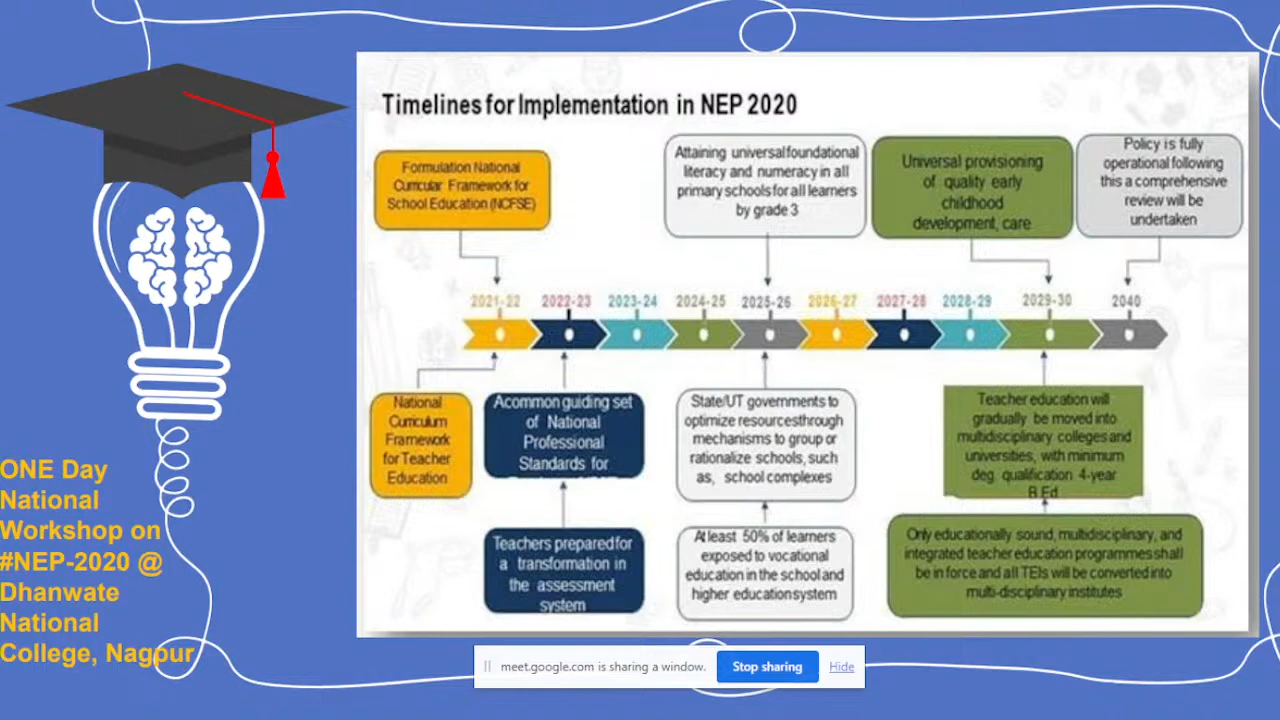 Timelines for Implementation in NEP 2020
Formulation National
Curricular Framework for
School Education (NCFSE)
Attaining universal foundational
literacy and numeracy in all
primary schools for all learners
by grade 3
Universal provisioning
of quality early
childhood
development, care
Policy is fully
operational following
this a comprehensive
review will be
undertaken
2021-22 2022-23 2023-24 2024-25 2025-26 2026-27 2027-28 2028-29 2029-30 2040
National
Curriculum
Framework
for Teacher
Education
Acommon guiding set
of National
Professional
Standards for
State/UT governments to
optimize resourcesthrough
mechanisms to group or
rationalize schools, such
as, school complexes
Teacher education will
gradually be moved into
multidisciplinary colleges and
universities, with minimum
deg. qualification 4-year
B.Ed
Teachers prepared for
a transformation in
the assessment
system
At least 50% of learners
exposed to vocational
education in the school and
higher education system
Only educationally sound, multidisciplinary, and
integrated teacher education programmes shall
be in force and all TEIs will be converted into
multi-disciplinary institutes
ONE Day
National
Workshop on
#NEP-2020 @
Dhanwate
National
College, Nagpur
meet.google.com is sharing a window.
Stop sharing
Hide